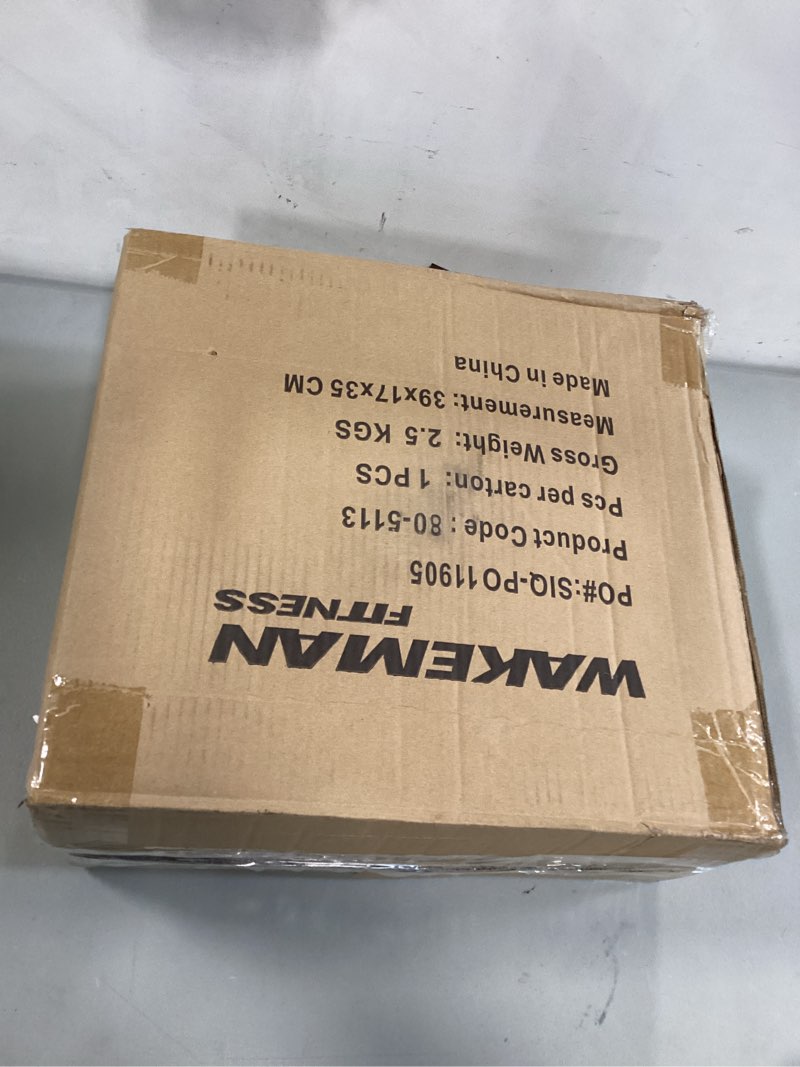 WAKEMAN
FITNESS
PO#:SIQ-PO11905
Product Code : 80-5113
Pcs per carton: 1 PCS
Gross Weight: 2.5 KGS
Measurement: 39x17x35 CM
Made in China